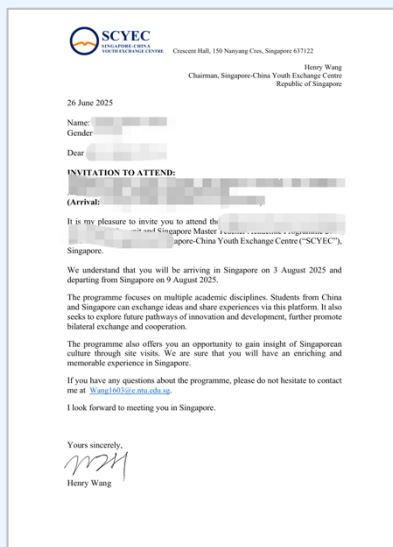 SCYEC
SINGAPORE-CHINA
YOUTH EXCHANGE CENTRE
Crescent Hall, 150 Nanyang Cres, Singapore 637122
Henry Wang
Chairman, Singapore-China Youth Exchange Centre
Republic of Singapore
26 June 2025
Name:
Gender
Dear
INVITATION TO ATTEND:
(Arrival:
It is my pleasure to invite you to attend the
Singapore Master
apore-China Youth Exchange Centre ("SCYEC"),
Singapore.
We understand that you will be arriving in Singapore on 3 August 2025 and
departing from Singapore on 9 August 2025.
The programme focuses on multiple academic disciplines. Students from China
and Singapore can exchange ideas and share experiences via this platform. It also
seeks to explore future pathways of innovation and development, further promote
bilateral exchange and cooperation.
The programme also offers you an opportunity to gain insight of Singaporean
culture through site visits. We are sure that you will have an enriching and
memorable experience in Singapore.
If you have any questions about the programme, please do not hesitate to contact
me at Wang1603@e.ntu.edu.sg.
I look forward to meeting you in Singapore.
Yours sincerely,
Henry Wang